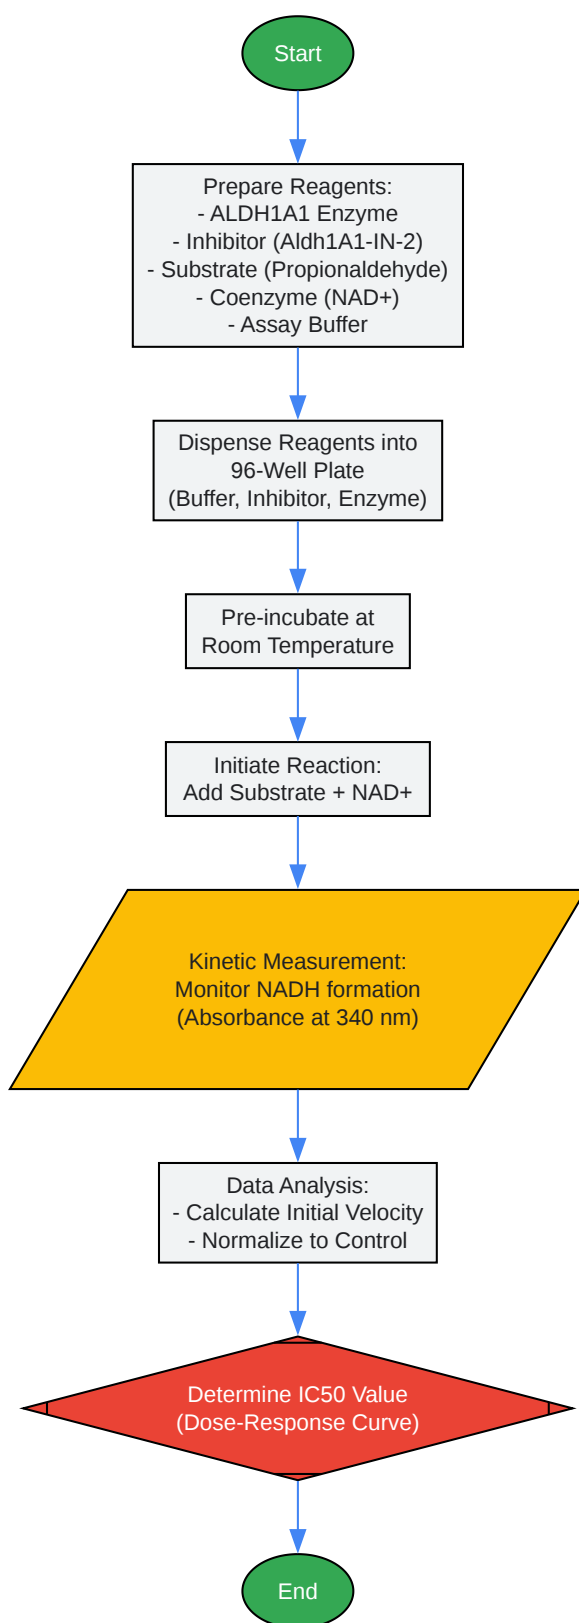 Start
Prepare Reagents:
- ALDH1A1 Enzyme
- Inhibitor (Aldh1A1-IN-2)
- Substrate (Propionaldehyde)
- Coenzyme (NAD+)
- Assay Buffer
Dispense Reagents into
96-Well Plate
(Buffer, Inhibitor, Enzyme)
Pre-incubate at
Room Temperature
Initiate Reaction:
Add Substrate + NAD+
Kinetic Measurement:
Monitor NADH formation
(Absorbance at 340 nm)
Data Analysis:
- Calculate Initial Velocity
- Normalize to Control
Determine IC50 Value
(Dose-Response Curve)
End